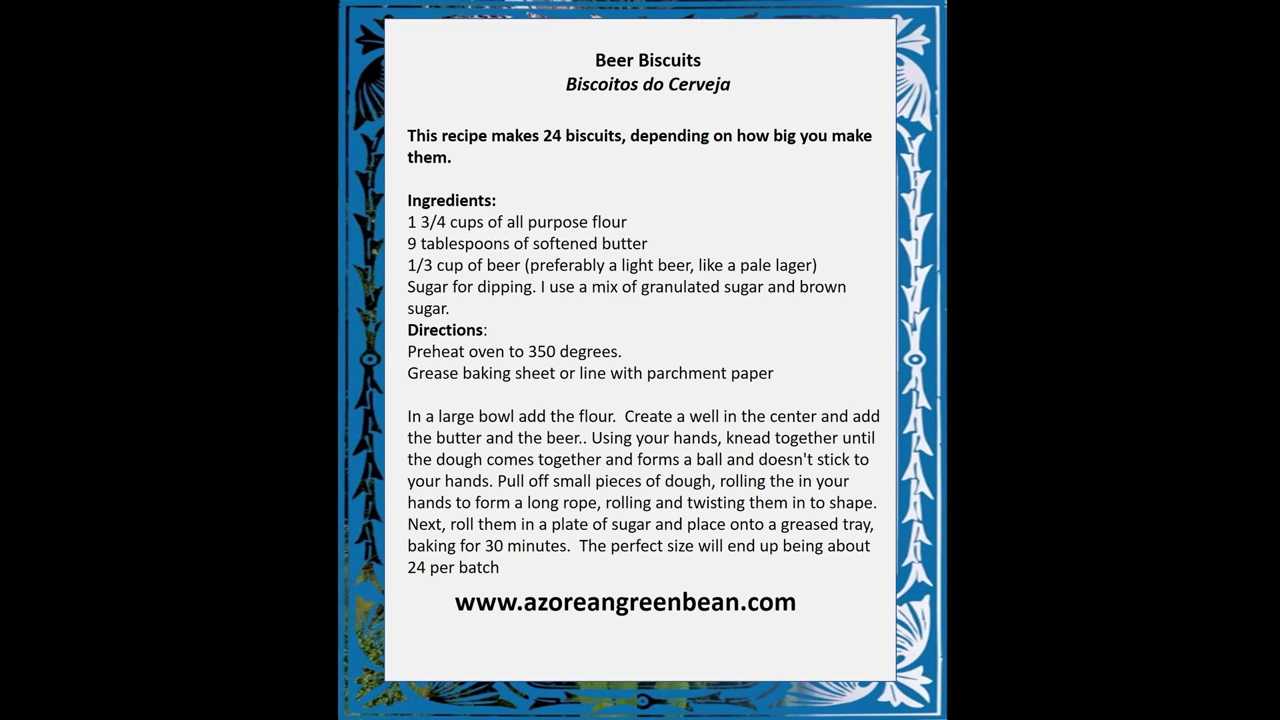 Beer Biscuits
Biscoitos do Cerveja
This recipe makes 24 biscuits, depending on how big you make
them.
Ingredients:
1 3/4 cups of all purpose flour
9 tablespoons of softened butter
1/3 cup of beer (preferably a light beer, like a pale lager)
Sugar for dipping. I use a mix of granulated sugar and brown
sugar.
Directions:
Preheat oven to 350 degrees.
Grease baking sheet or line with parchment paper
In a large bowl add the flour.  Create a well in the center and add
the butter and the beer.. Using your hands, knead together until
the dough comes together and forms a ball and doesn't stick to
your hands. Pull off small pieces of dough, rolling the in your
hands to form a long rope, rolling and twisting them in to shape.
Next, roll them in a plate of sugar and place onto a greased tray,
baking for 30 minutes.  The perfect size will end up being about
24 per batch
www.azoreangreenbean.com